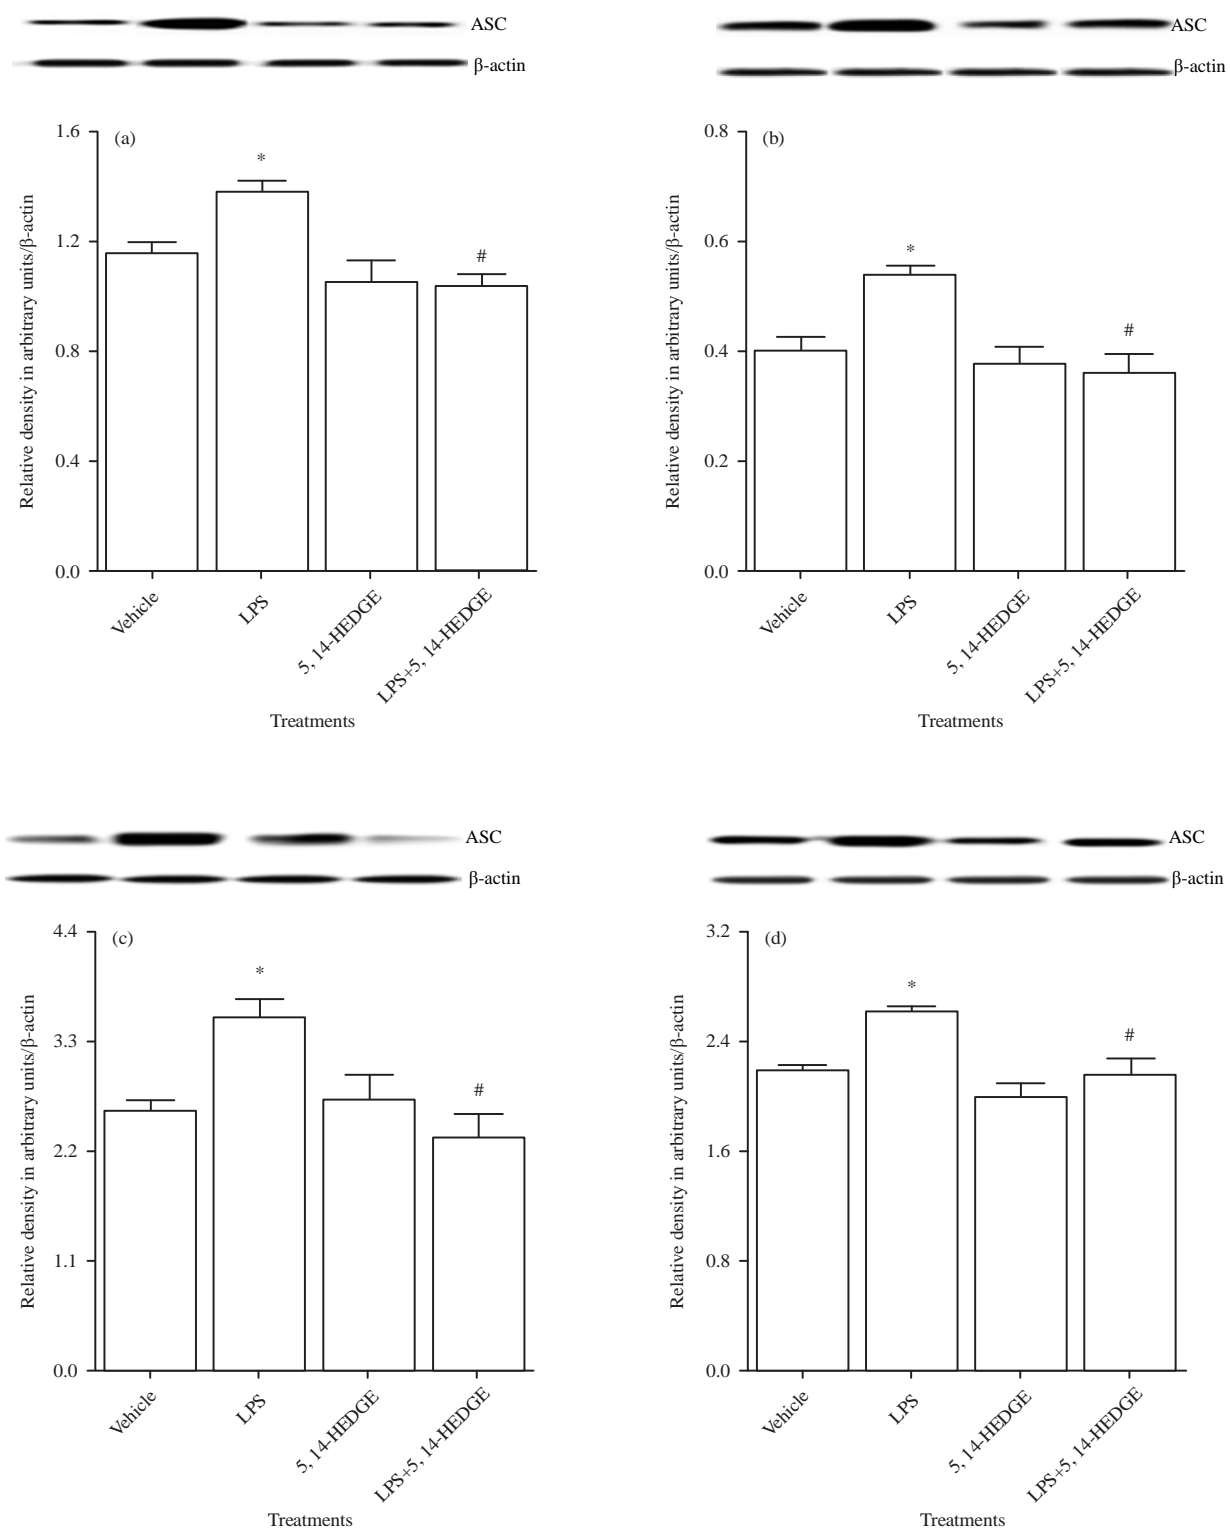 ASC
β-actin
(a)
1.6
1.2
0.8
0.4
0.0
Relative density in arbitrary units/β-actin
*
#
Vehicle
LPS
5, 14-HEDGE
LPS+5, 14-HEDGE
Treatments
ASC
β-actin
(b)
0.8
0.6
0.4
0.2
0.0
Relative density in arbitrary units/β-actin
*
#
Vehicle
LPS
5, 14-HEDGE
LPS+5, 14-HEDGE
Treatments
ASC
β-actin
(c)
4.4
3.3
2.2
1.1
0.0
Relative density in arbitrary units/β-actin
*
#
Vehicle
LPS
5, 14-HEDGE
LPS+5, 14-HEDGE
Treatments
ASC
β-actin
(d)
3.2
2.4
1.6
0.8
0.0
Relative density in arbitrary units/β-actin
*
#
Vehicle
LPS
5, 14-HEDGE
LPS+5, 14-HEDGE
Treatments